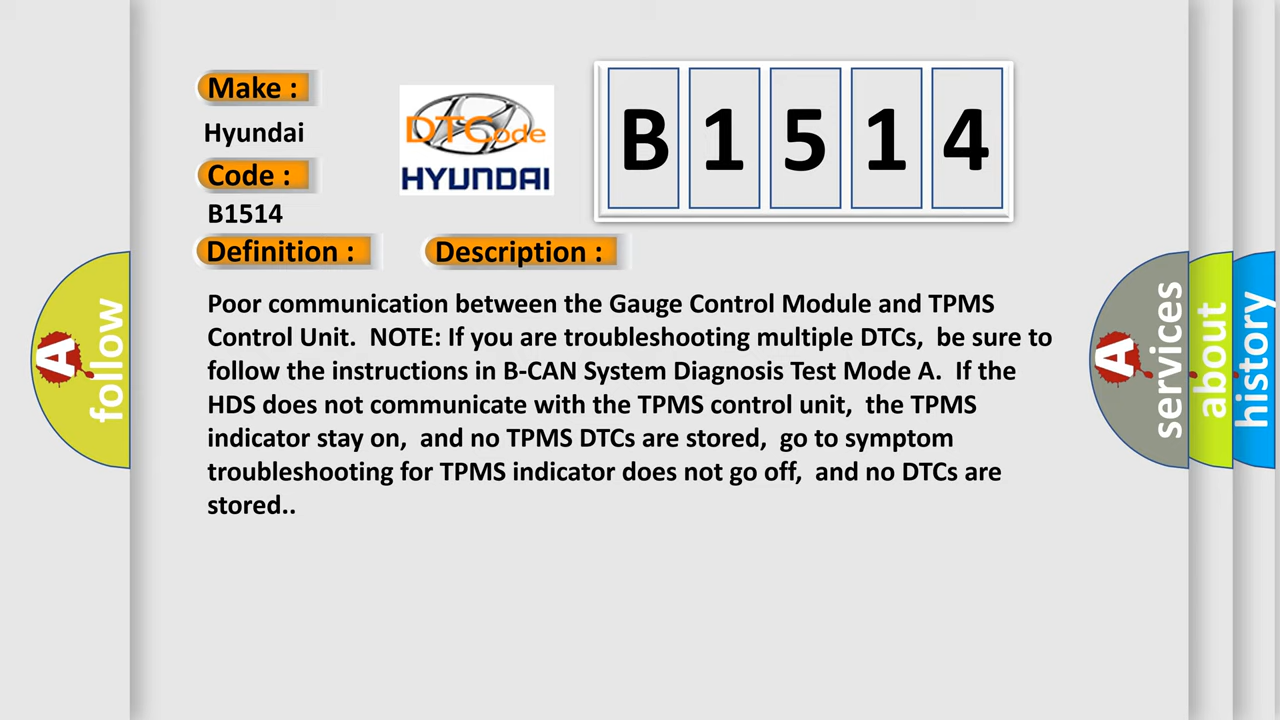 Make :
Hyundai
Code :
B1514
DTCode
HYUNDAI
B1514
Definition :
Description :
Poor communication between the Gauge Control Module and TPMS
Control Unit  NOTE: If you are troubleshooting multiple DTCs,  be sure to
follow the instructions in B-CAN System Diagnosis Test Mode A.  If the
HDS does not communicate with the TPMS control unit,  the TPMS
indicator stay on,  and no TPMS DTCs are stored,  go to symptom
troubleshooting for TPMS indicator does not go off,  and no DTCs are
stored..
A
follow
A
services
about
history